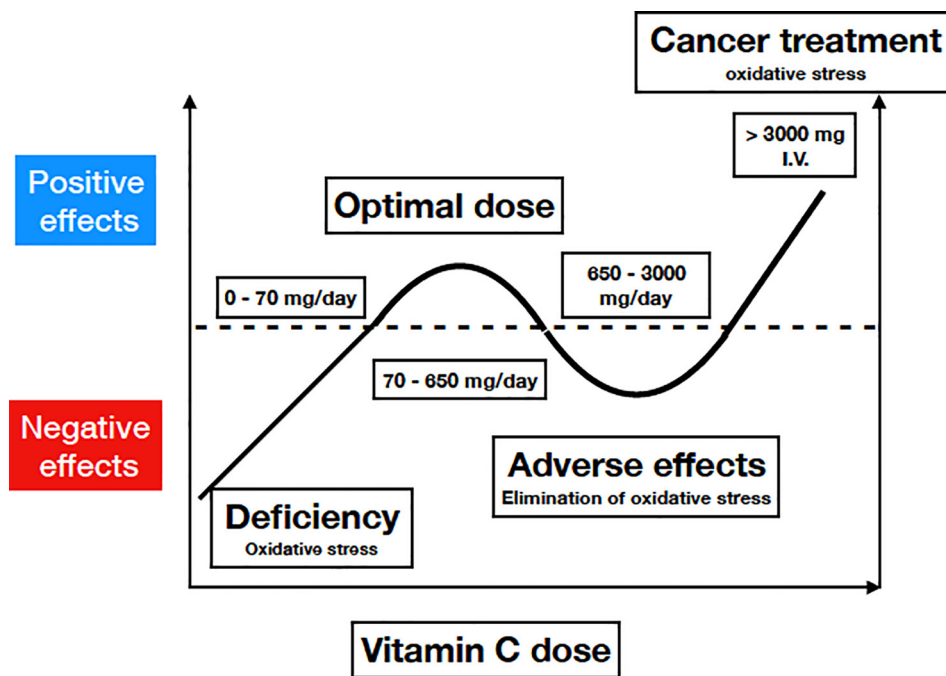 Cancer treatment
oxidative stress
> 3000 mg
I.V.
Positive
effects
Optimal dose
650 - 3000
mg/day
0 - 70 mg/day
70 - 650 mg/day
Negative
effects
Adverse effects
Elimination of oxidative stress
Deficiency
Oxidative stress
Vitamin C dose